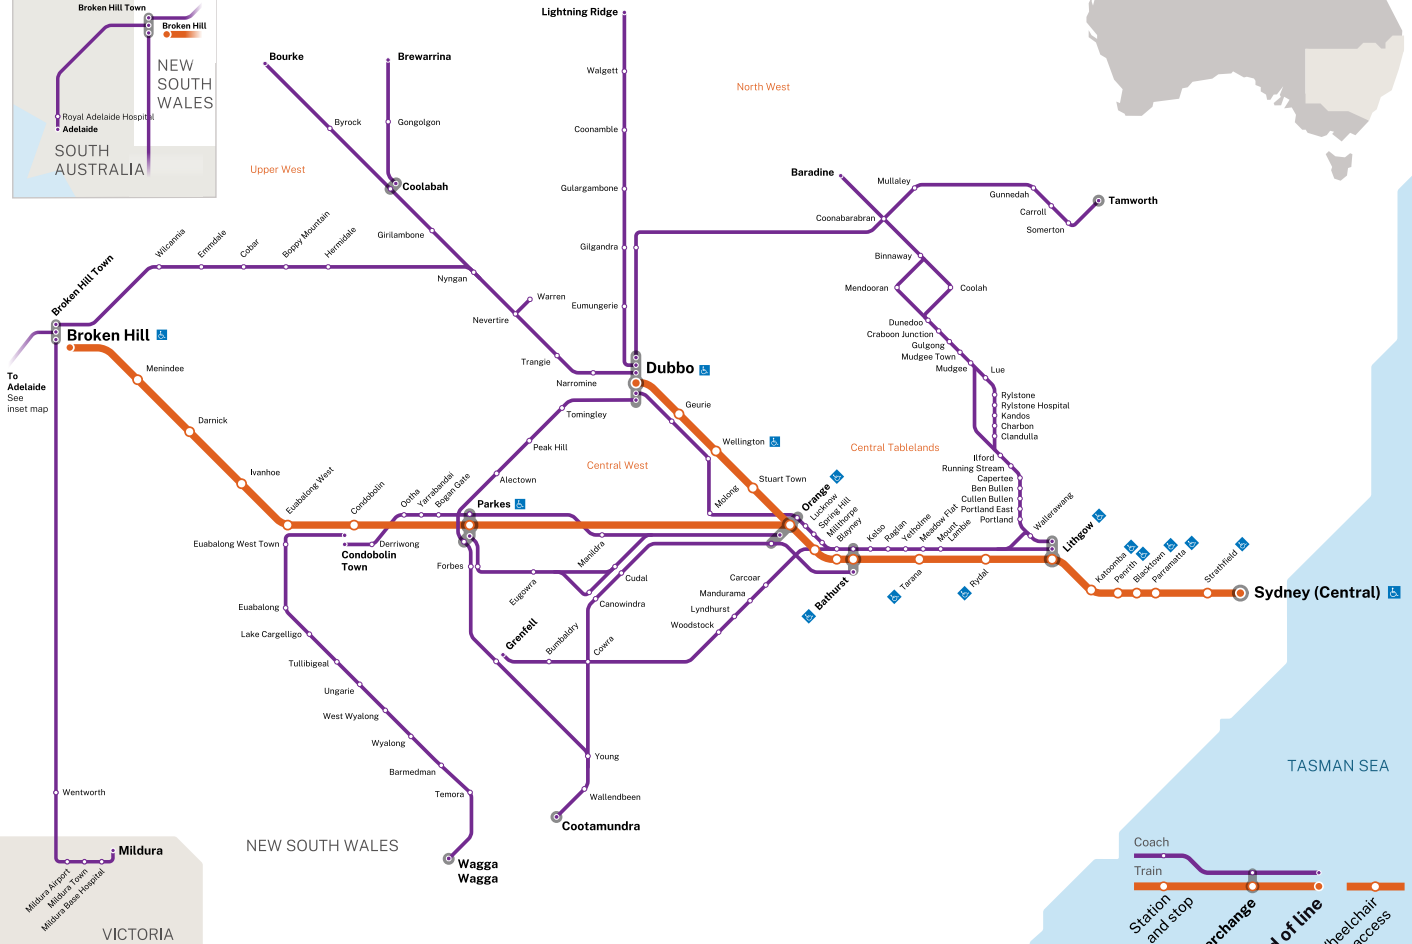 Broken Hill Town
Broken Hill
NEW
SOUTH
WALES
Royal Adelaide Hospital
Adelaide
SOUTH
AUSTRALIA
Lightning Ridge
Bourke
Brewarrina
Walgett
North West
Byrock
Gongolgon
Coonamble
Upper West
Coolabah
Gulargambone
Baradine
Mullaley
Gunnedah
Carroll
Somerton
Tamworth
Coonabarabran
Girilambone
Gilgandra
Binnaway
Wilcannia
Emmdale
Cobar
Boppy Mountain
Hermidale
Nyngan
Mendooran
Coolah
Warren
Eumungerie
Nevertire
Broken Hill Town
Broken Hill
Dunedoo
Craboon Junction
Gulgong
Mudgee Town
Mudgee
Lue
To
Adelaide
See
inset map
Menindee
Trangie
Narromine
Dubbo
Rylstone
Rylstone Hospital
Kandos
Charbon
Clandulla
Geurie
Tomingley
Darnick
Wellington
Peak Hill
Central Tablelands
Central West
Ilford
Running Stream
Capertee
Ben Bullen
Cullen Bullen
Portland East
Portland
Ivanhoe
Alectown
Stuart Town
Euabalong West
Condobolin
Ootha
Yarrabandai
Bogan Gate
Parkes
Molong
Orange
Lucknow
Spring Hill
Millthorpe
Blayney
Kelso
Raglan
Yetholme
Meadow Flat
Mount
Lambie
Wallerawang
Lithgow
Euabalong West Town
Condobolin
Town
Derriwong
Manildra
Forbes
Eugowra
Cudal
Canowindra
Carcoar
Mandurama
Lyndhurst
Woodstock
Bathurst
Tarana
Rydal
Katoomba
Penrith
Blacktown
Parramatta
Strathfield
Sydney (Central)
Euabalong
Lake Cargelligo
Tullibigeal
Ungarie
West Wyalong
Wyalong
Barmedman
Temora
Grenfell
Bumbaldry
Cowra
Young
Wallendbeen
Cootamundra
Wentworth
TASMAN SEA
NEW SOUTH WALES
Mildura
Mildura Airport
Mildura Town
Mildura Base Hospital
Wagga
Wagga
VICTORIA
Coach
Train
Station
and stop
erchange
d of line
heelchair
access